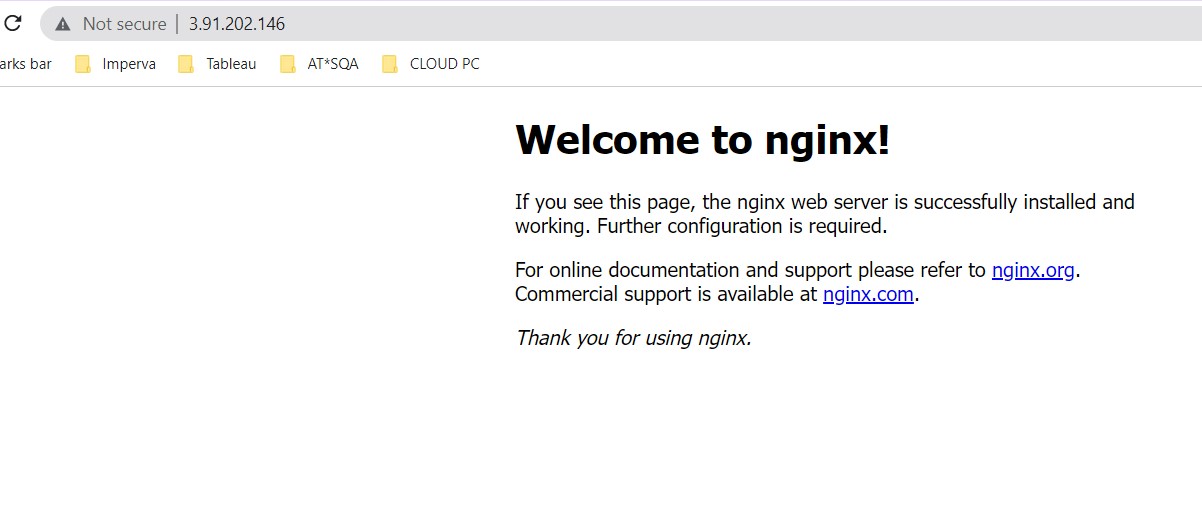 Not secure | 3.91.202.146
arks bar Imperva Tableau AT*SQA CLOUD PC
Welcome to nginx!
If you see this page, the nginx web server is successfully installed and
working. Further configuration is required.
For online documentation and support please refer to nginx.org.
Commercial support is available at nginx.com.
Thank you for using nginx.